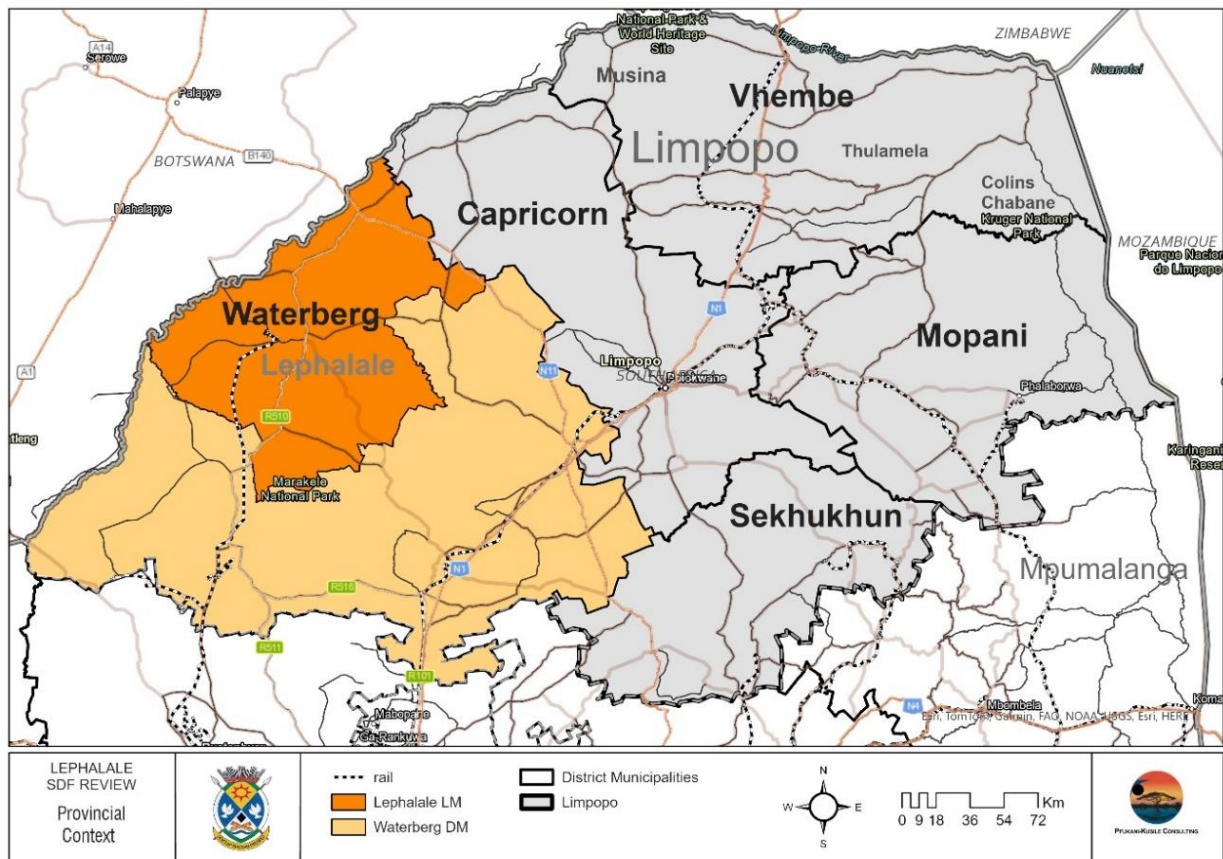 National Park &
World Heritage
Site
Limpopo River
ZIMBABWE
Nuanetsi
A14
Serowe
Palapye
BOTSWANA
B140
Mahalapye
A1
Musina
Vhembe
Limpopo
Thulamela
Colins
Chabane
Kruger National
Park
MOZAMBIQUE
Parque Nacion
do Limpopo
Capricorn
N1
Mopani
Waterberg
Lephalale
Limpopo
Polokwane
N11
Phalaborwa
R510
Karingani
Reser
Marakele
National Park
Sekhukhun
Mpumalanga
N1
R516
R511
R101
Mabopane
Ga-Rankuwa
N4
Mbombela
Koma
Esri, TomTom, Garmin, FAO, NOAA, USGS, Esri, HERE
LEPHALALE
SDF REVIEW
Provincial
Context
rail
Lephalale LM
Waterberg DM
District Municipalities
Limpopo
N
W
E
S
Km
0 9 18 36 54 72
PFUKANI-KUSILE CONSULTING